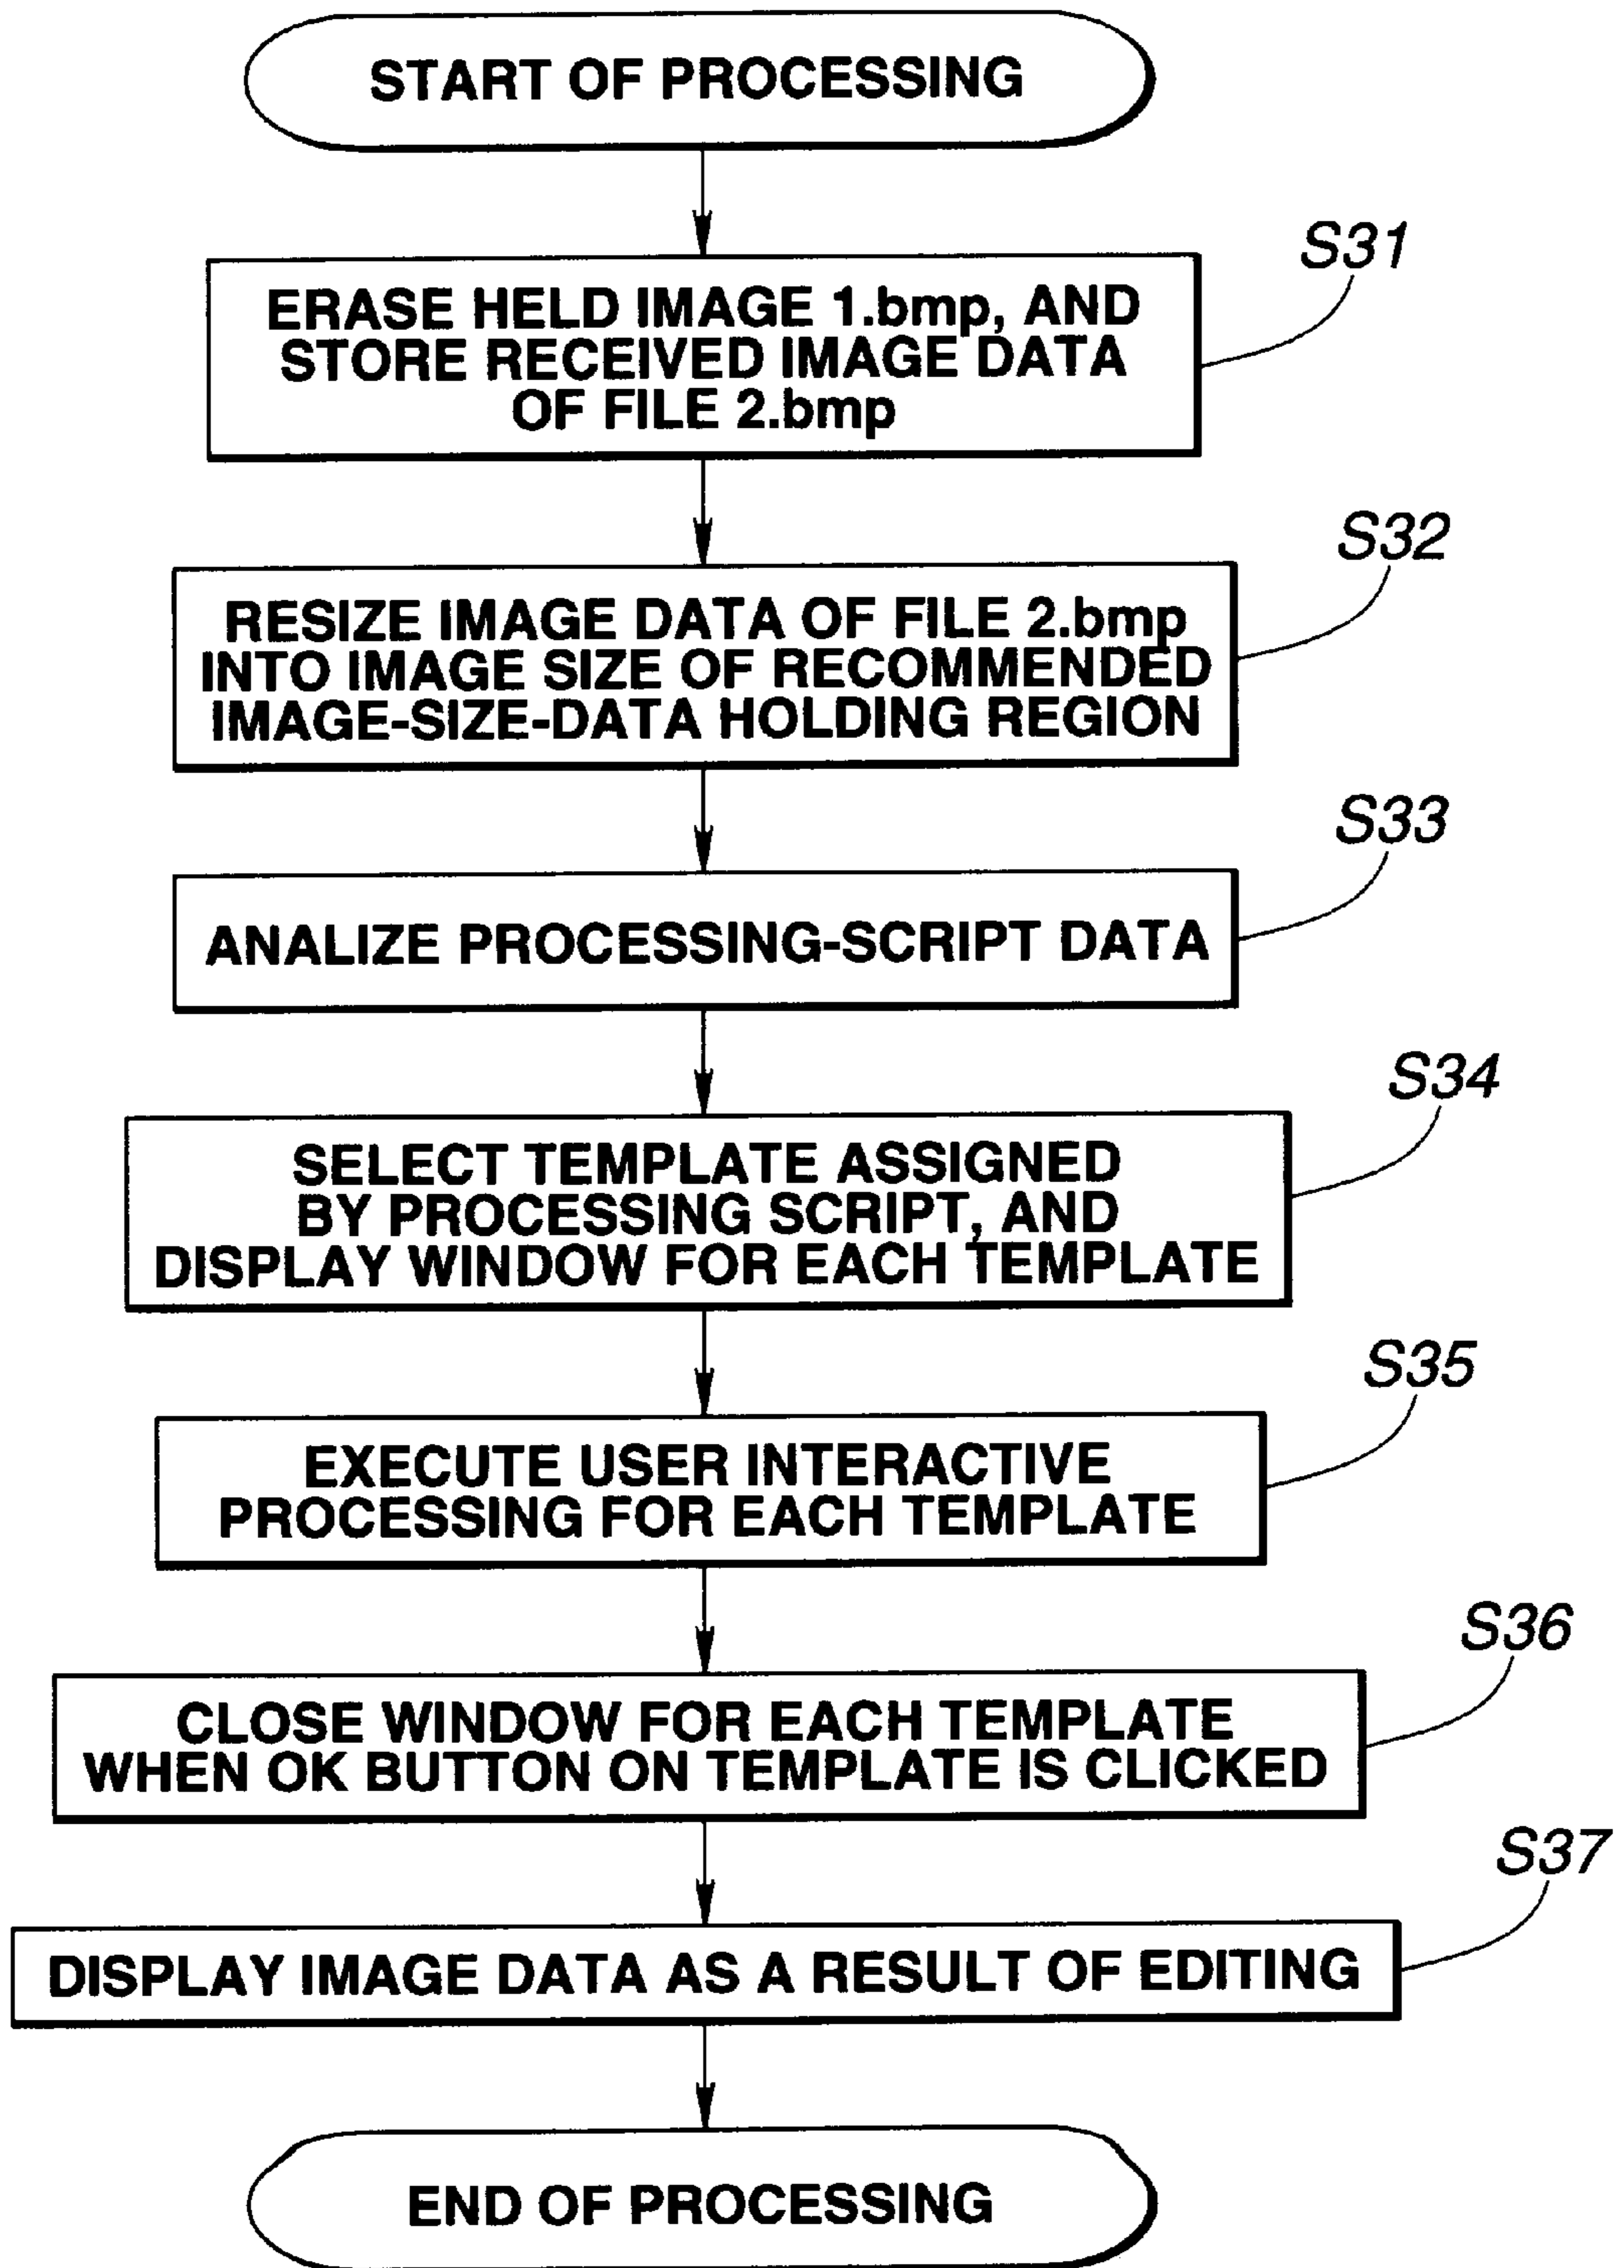 START OF PROCESSING
S31
ERASE HELD IMAGE 1.bmp, AND
STORE RECEIVED IMAGE DATA
OF FILE 2.bmp
S32
RESIZE IMAGE DATA OF FILE 2.bmp
INTO IMAGE SIZE OF RECOMMENDED
IMAGE-SIZE-DATA HOLDING REGION
S33
ANALIZE PROCESSING-SCRIPT DATA
S34
SELECT TEMPLATE ASSIGNED
BY PROCESSING SCRIPT, AND
DISPLAY WINDOW FOR EACH TEMPLATE
S35
EXECUTE USER INTERACTIVE
PROCESSING FOR EACH TEMPLATE
S36
CLOSE WINDOW FOR EACH TEMPLATE
WHEN OK BUTTON ON TEMPLATE IS CLICKED
S37
DISPLAY IMAGE DATA AS A RESULT OF EDITING
END OF PROCESSING